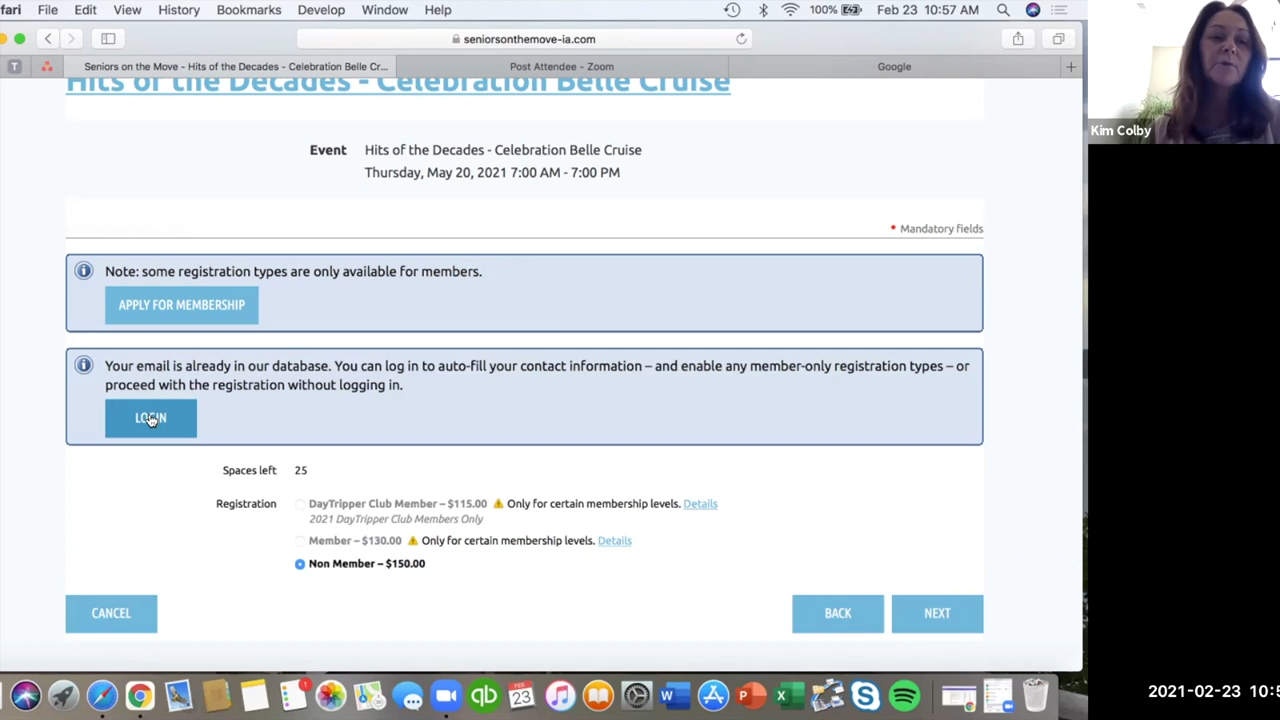 fari File Edit View History Bookmarks Develop Window Help 100% Feb 23 10:57 AM
seniorsonthemove-ia.com
T Seniors on the Move - Hits of the Decades - Celebration Belle Cr... Post Attendee - Zoom Google
Hits of the Decades - Celebration Belle Cruise
Kim Colby
Event Hits of the Decades - Celebration Belle Cruise
Thursday, May 20, 2021 7:00 AM - 7:00 PM
* Mandatory fields
Note: some registration types are only available for members.
APPLY FOR MEMBERSHIP
Your email is already in our database. You can log in to auto-fill your contact information – and enable any member-only registration types – or
proceed with the registration without logging in.
LOGIN
Spaces left 25
Registration DayTripper Club Member – $115.00 Only for certain membership levels. Details
2021 DayTripper Club Members Only
Member – $130.00 Only for certain membership levels. Details
Non Member – $150.00
CANCEL BACK NEXT
2021-02-23 10:5